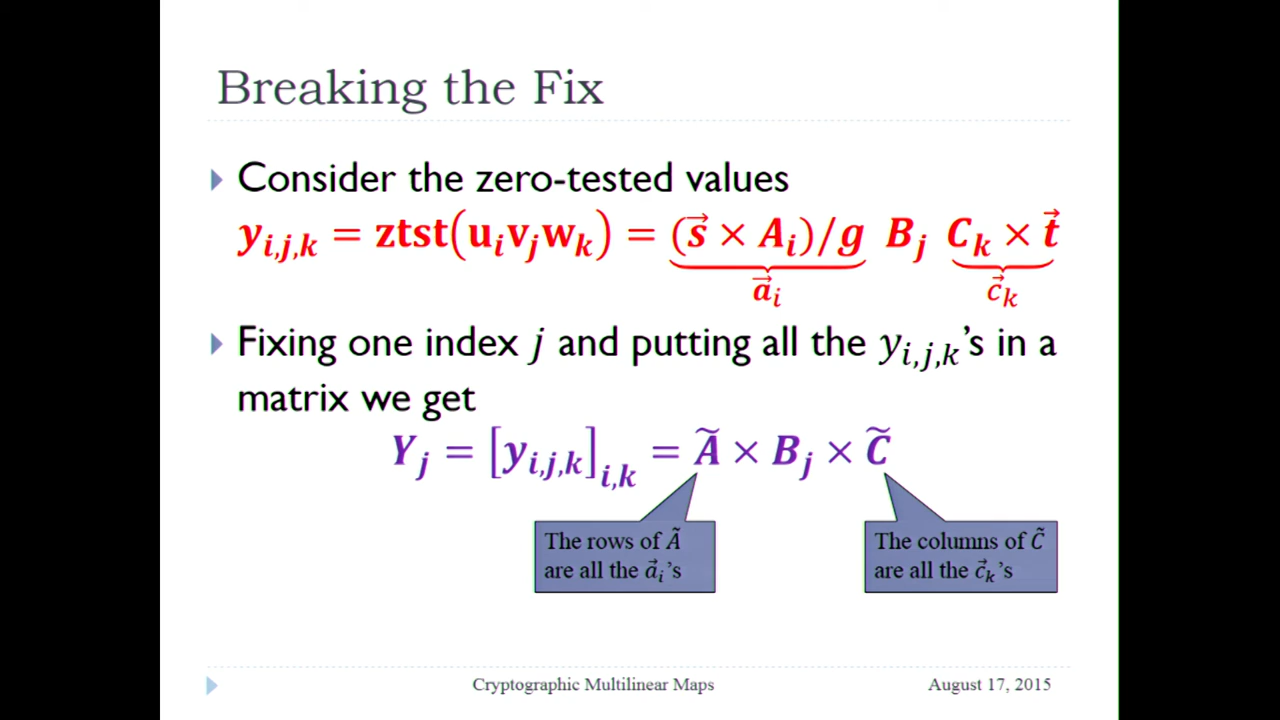 Breaking the Fix
Consider the zero-tested values
y_{i,j,k} = ztst(u_i v_j w_k) = (s⃗ × A_i)/g B_j C_k × t⃗
a⃗_i c⃗_k
Fixing one index j and putting all the y_{i,j,k}'s in a
matrix we get
Y_j = [y_{i,j,k}]_{i,k} = Ã × B_j × C̃
The rows of Ã
are all the a⃗_i's
The columns of C̃
are all the c⃗_k's
Cryptographic Multilinear Maps
August 17, 2015